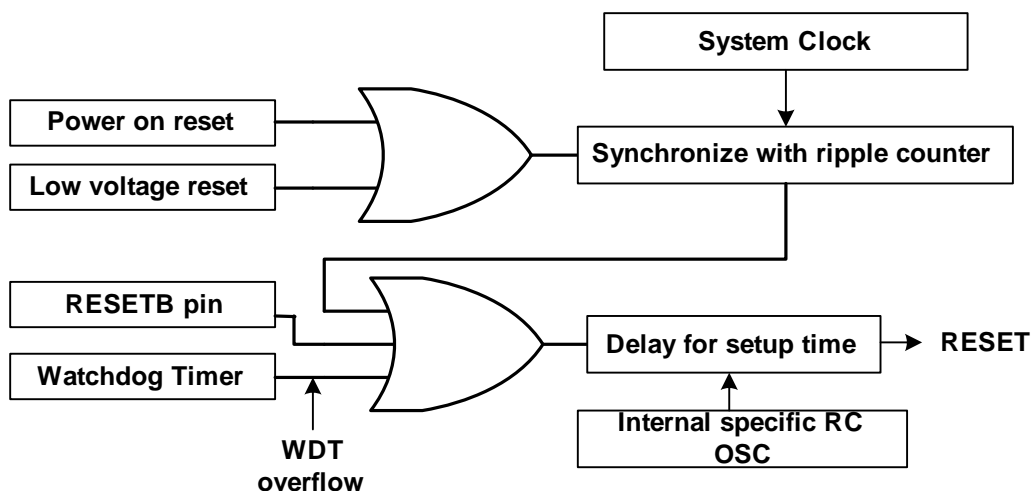 System Clock
Power on reset
Synchronize with ripple counter
Low voltage reset
RESETB pin
Delay for setup time
RESET
Watchdog Timer
Internal specific RC
OSC
WDT
overflow